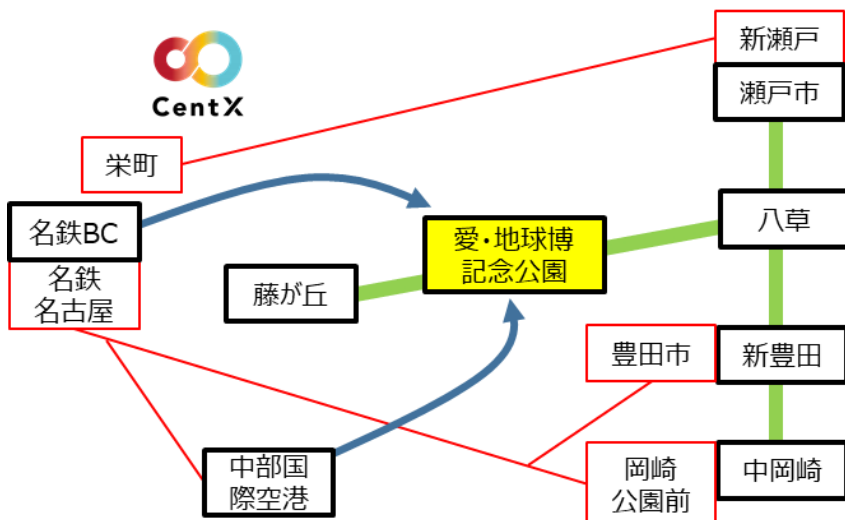 CentX
新瀬戸
瀬戸市
栄町
名鉄BC
名鉄
名古屋
愛・地球博
記念公園
八草
藤が丘
豊田市
新豊田
中部国
際空港
岡崎
公園前
中岡崎